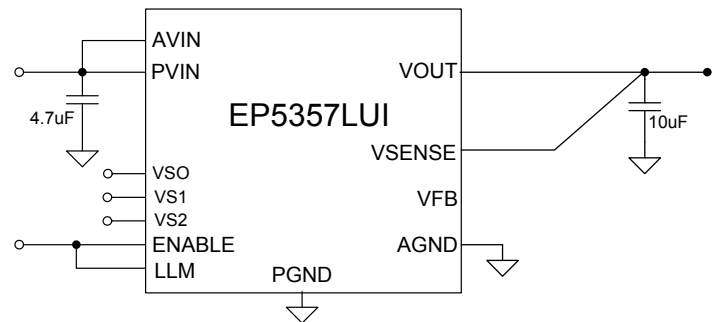 AVIN
PVIN
4.7uF
VSO
VS1
VS2
ENABLE
LLM
EP5357LUI
PGND
VOUT
VSENSE
VFB
AGND
10uF